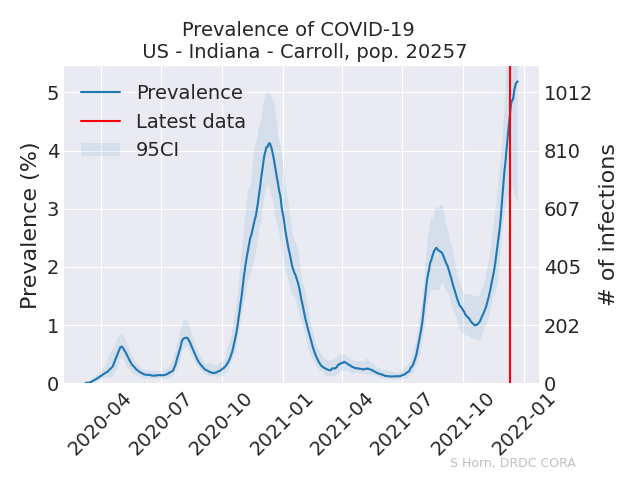 Prevalence of COVID-19
US - Indiana - Carroll, pop. 20257
Prevalence
Latest data
95CI
Prevalence (%)
5
4
3
2
1
0
1012
810
607
405
202
0
# of infections
2020-04
2020-07
2020-10
2021-01
2021-04
2021-07
2021-10
2022-01
S Horn, DRDC CORA